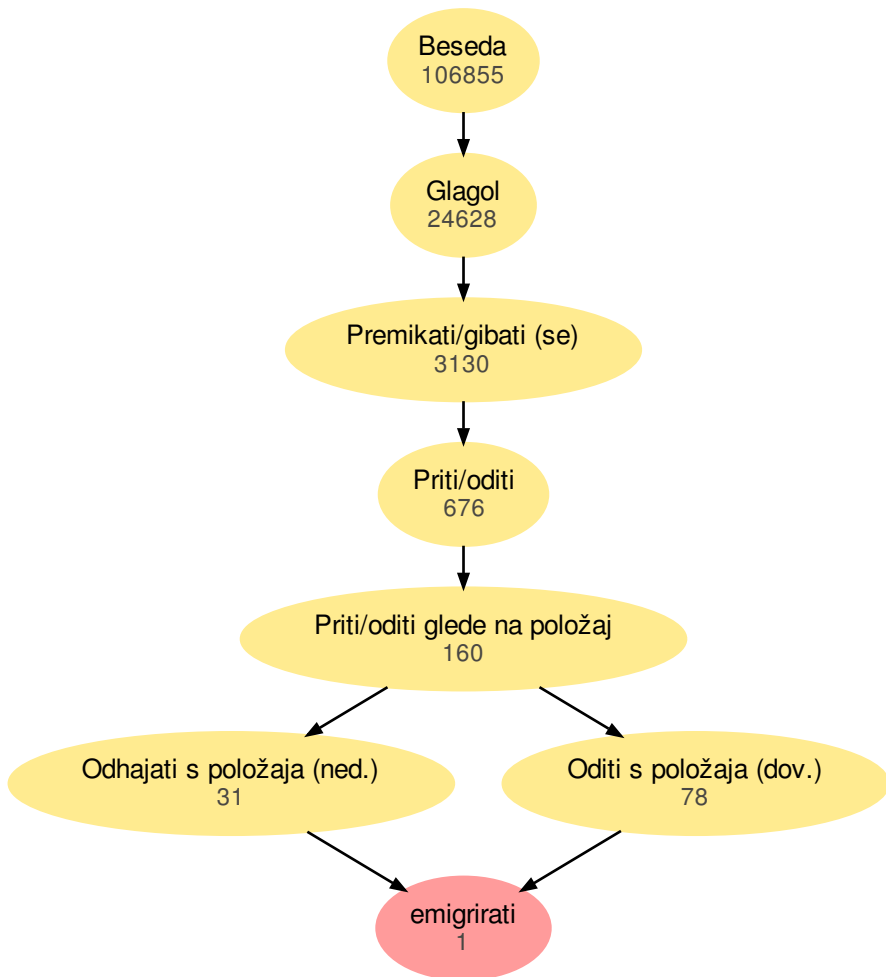 Beseda
106855
Glagol
24628
Premikati/gibati (se)
3130
Priti/oditi
676
Priti/oditi glede na položaj
160
Odhajati s položaja (ned.)
31
Oditi s položaja (dov.)
78
emigrirati
1